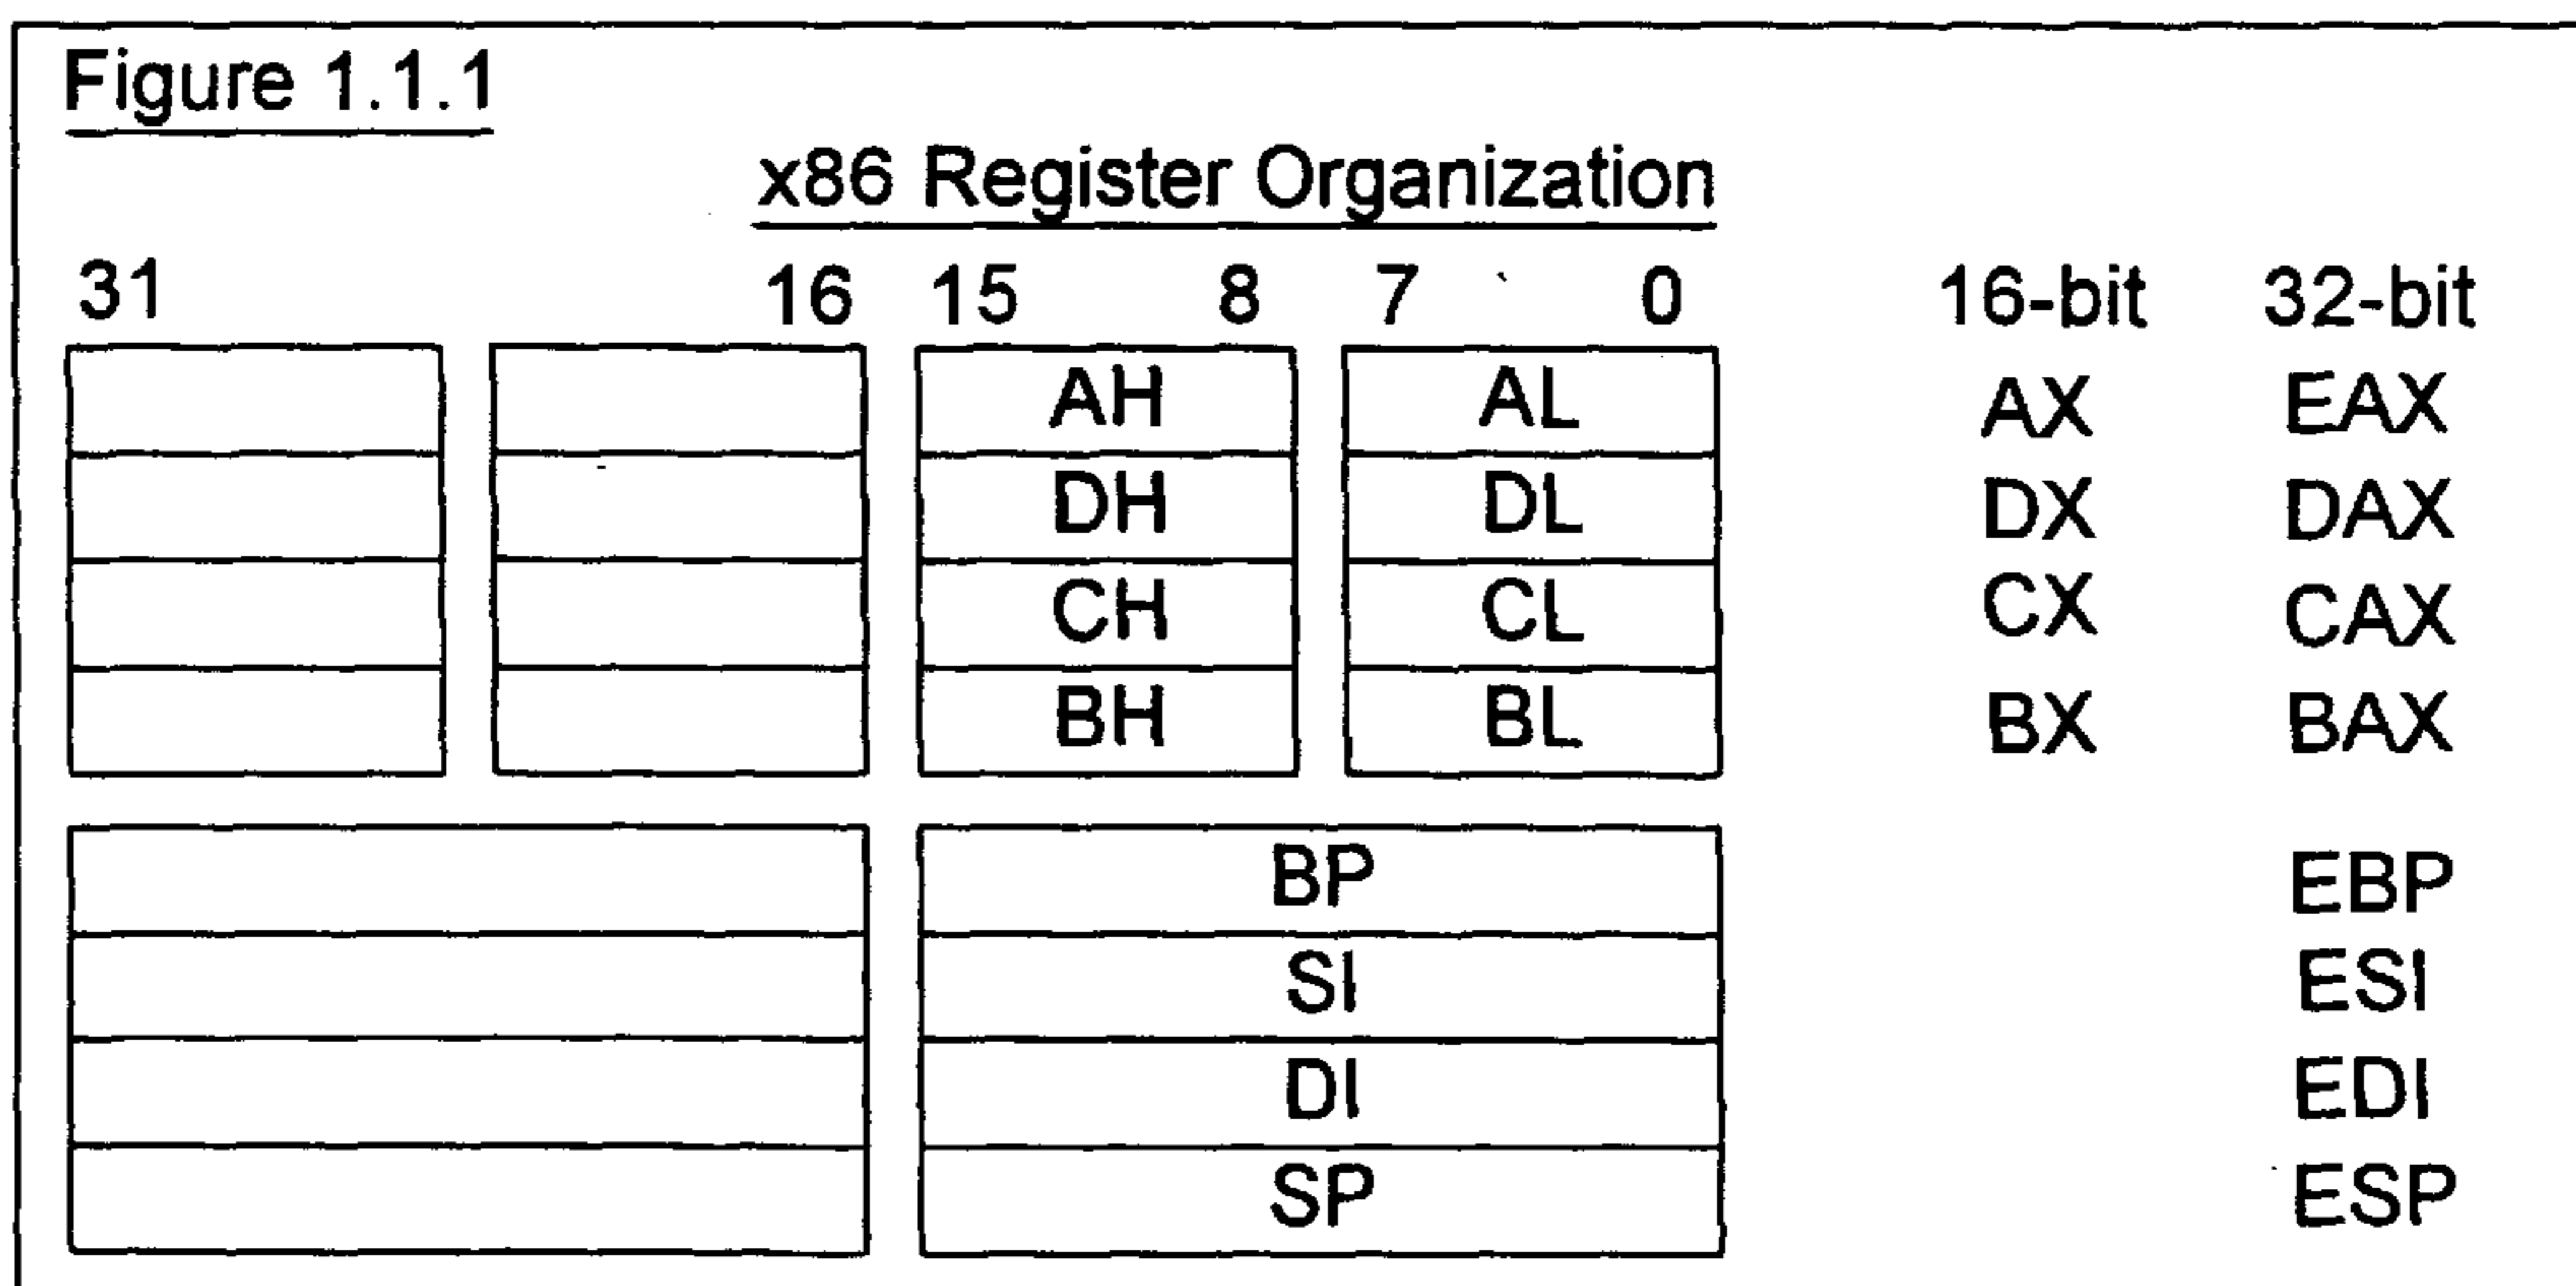 Figure 1.1.1
x86 Register Organization
31 16 15 8 7 0 16-bit 32-bit
AH AL AX EAX
DH DL DX DAX
CH CL CX CAX
BH BL BX BAX
BP EBP
SI ESI
DI EDI
SP ESP